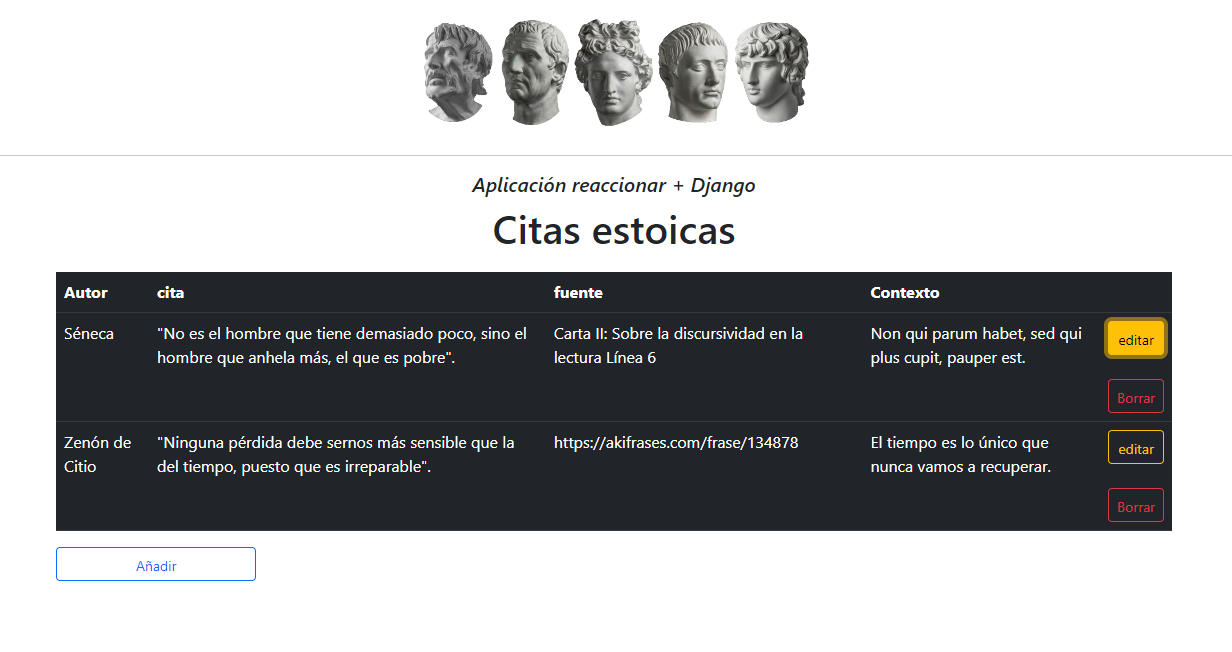 Aplicación reaccionar + Django
Citas estoicas
Autor cita fuente Contexto
Séneca "No es el hombre que tiene demasiado poco, sino el Carta II: Sobre la discursividad en la Non qui parum habet, sed qui editar
hombre que anhela más, el que es pobre". lectura Línea 6 plus cupit, pauper est.
Borrar
Zenón de "Ninguna pérdida debe sernos más sensible que la https://akifrases.com/frase/134878 El tiempo es lo único que editar
Citio del tiempo, puesto que es irreparable". nunca vamos a recuperar.
Borrar
Añadir